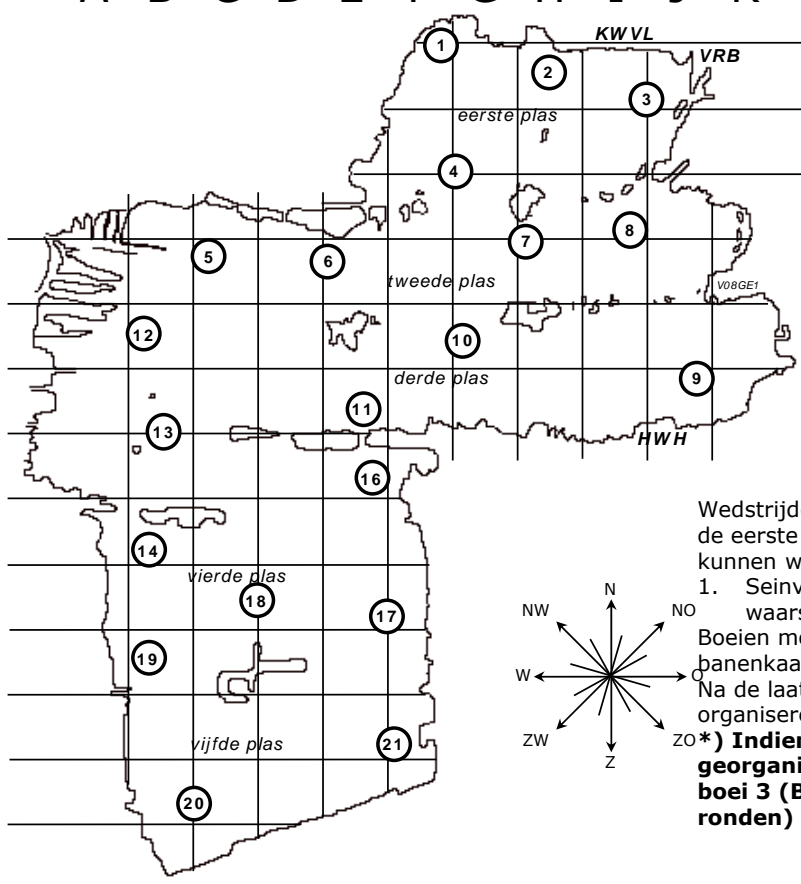 A B C D E F G H I J K
KWVL
1
VRB
2
3
eerste plas
4
5
6
7
8
tweede plas
V08GE1
12
10
derde plas
9
11
13
HWH
16
14
vierde plas
18
17
19
vijfde plas
21
20
N
NW
NO
W
O
ZW
ZO
Z
Wedstrijde
de eerste
kunnen w
1. Seinv
waars
Boeien me
banenkaa
Na de laat
organisere
*) Indien
georgani
boei 3 (B
ronden)